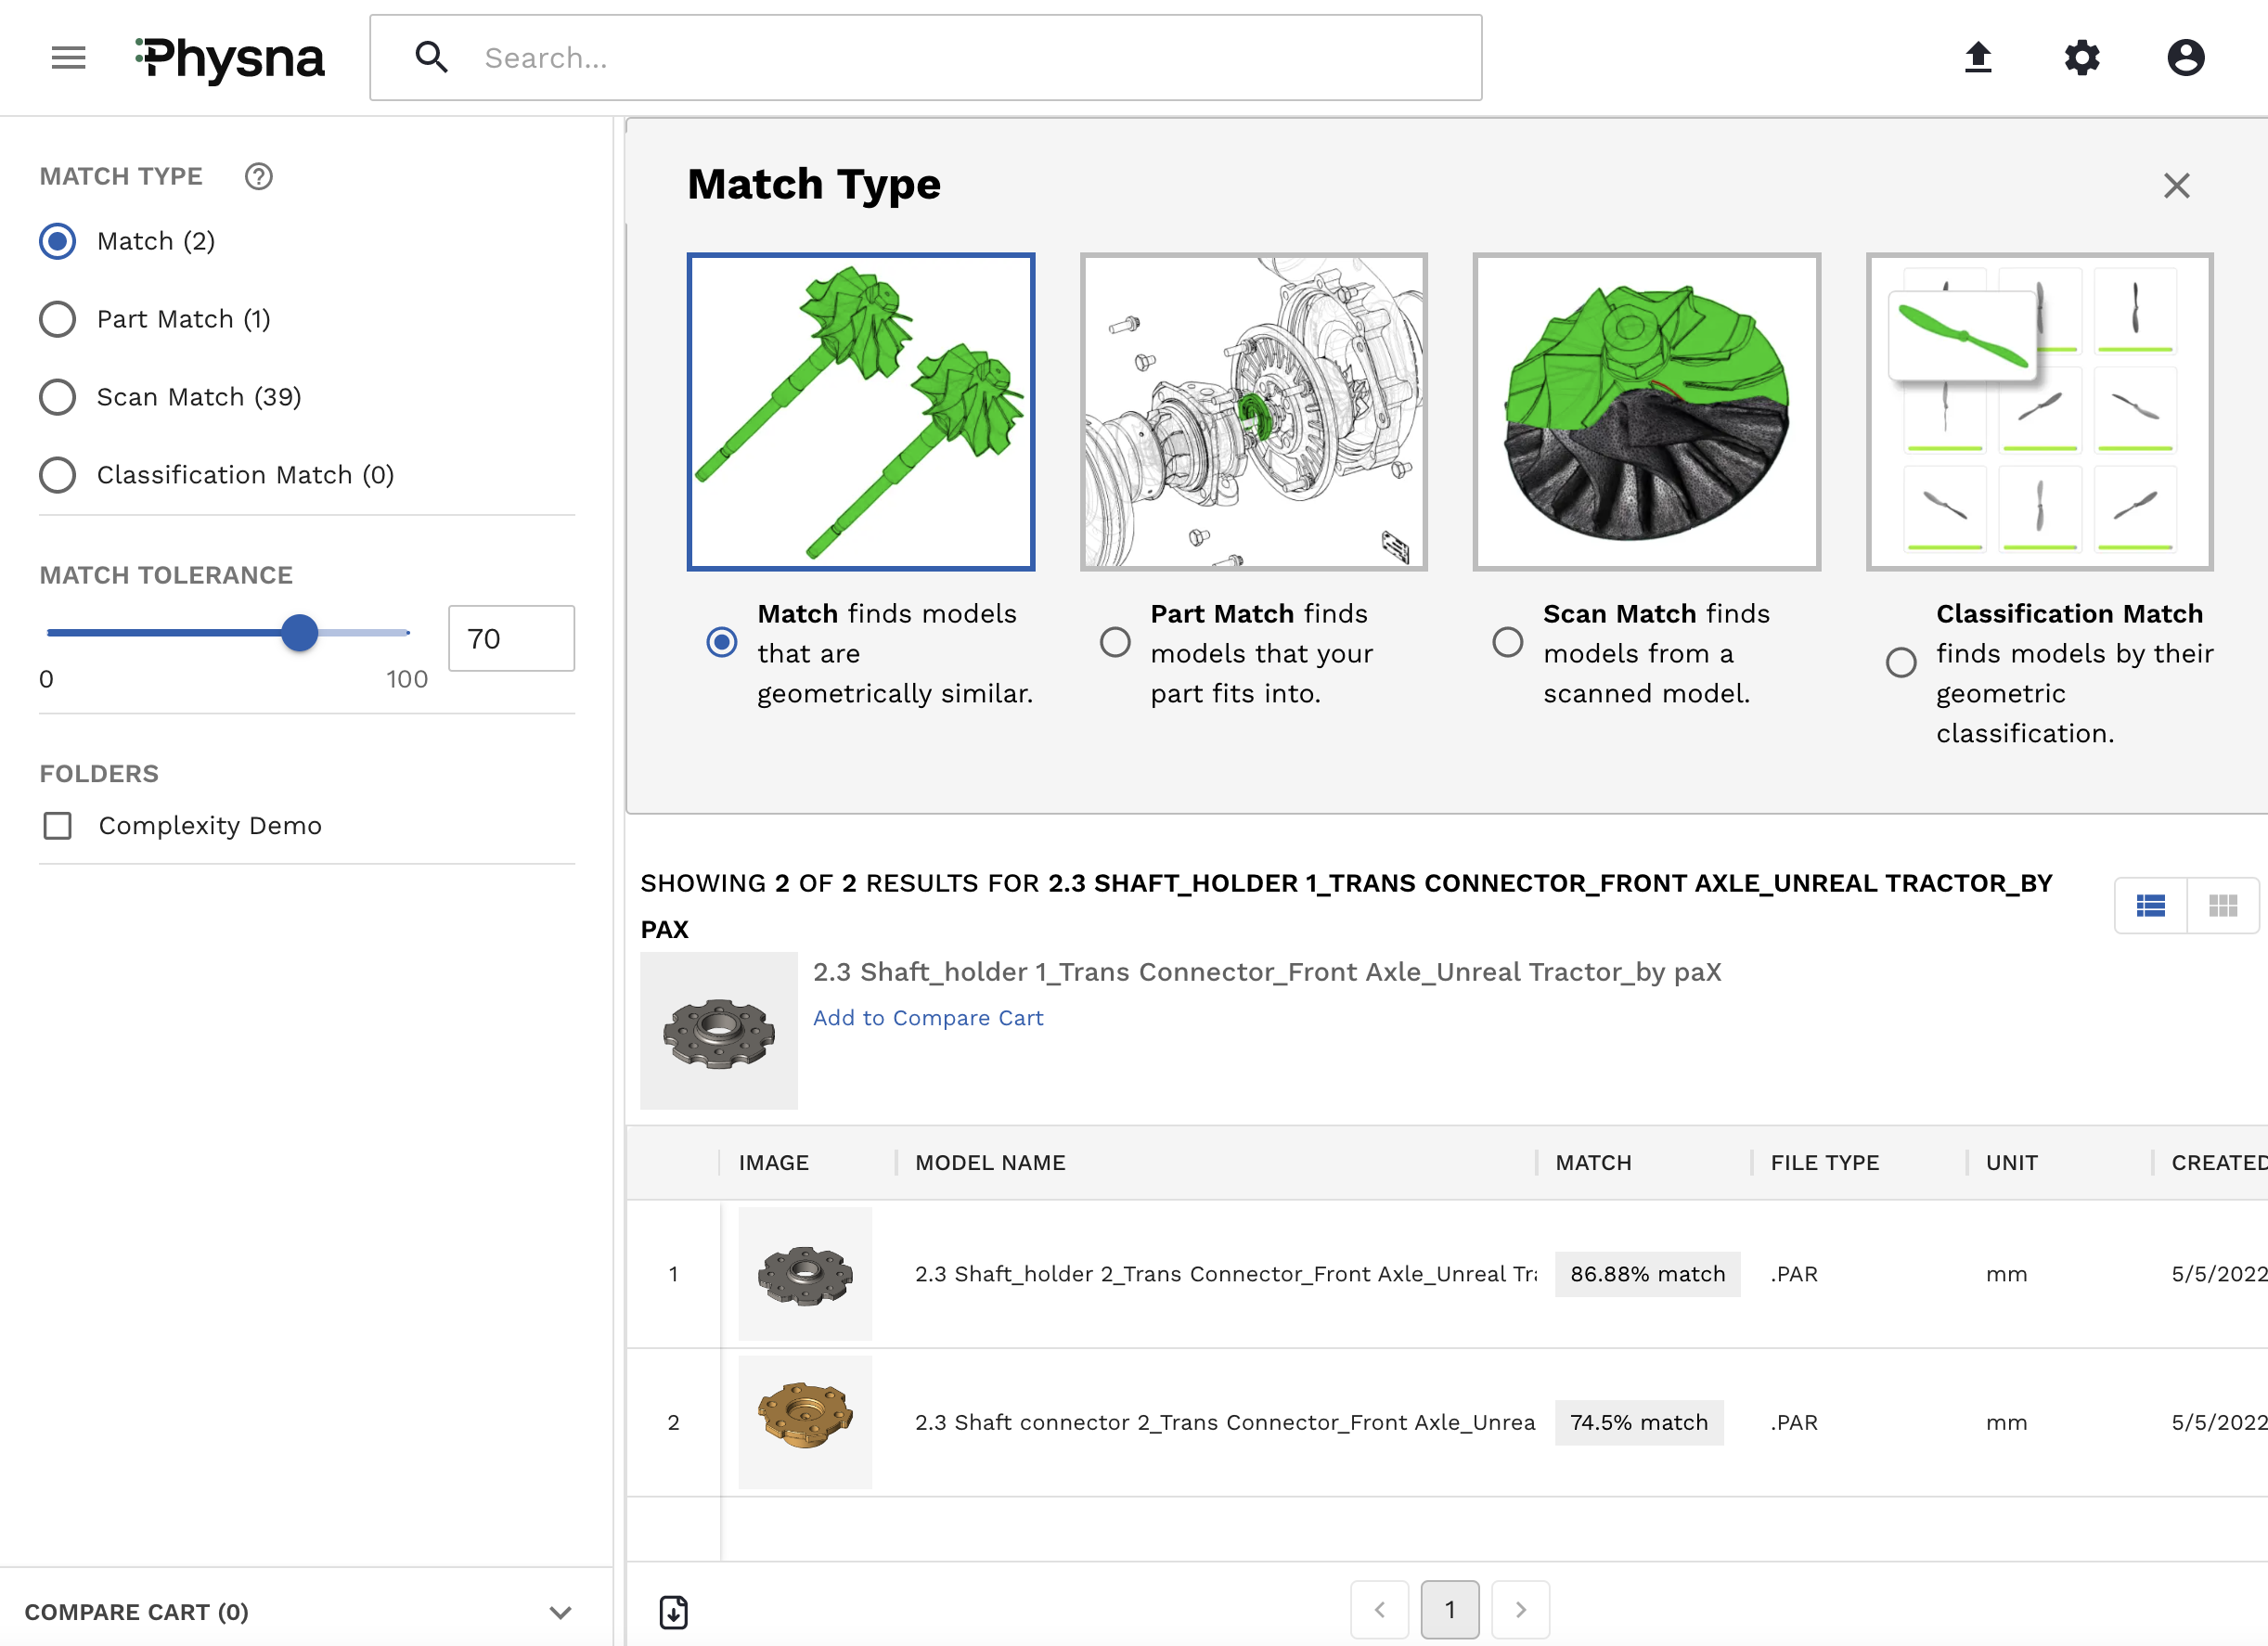 Physna
Search...
MATCH TYPE
Match (2)
Part Match (1)
Scan Match (39)
Classification Match (0)
MATCH TOLERANCE
70
0
100
FOLDERS
Complexity Demo
COMPARE CART (0)
Match Type
Match finds models
that are
geometrically similar.
Part Match finds
models that your
part fits into.
Scan Match finds
models from a
scanned model.
Classification Match
finds models by their
geometric
classification.
SHOWING 2 OF 2 RESULTS FOR 2.3 SHAFT_HOLDER 1_TRANS CONNECTOR_FRONT AXLE_UNREAL TRACTOR_BY
PAX
2.3 Shaft_holder 1_Trans Connector_Front Axle_Unreal Tractor_by paX
Add to Compare Cart
IMAGE MODEL NAME MATCH FILE TYPE UNIT CREATED
1 2.3 Shaft_holder 2_Trans Connector_Front Axle_Unreal Tra 86.88% match .PAR mm 5/5/2022
2 2.3 Shaft connector 2_Trans Connector_Front Axle_Unrea 74.5% match .PAR mm 5/5/2022
1